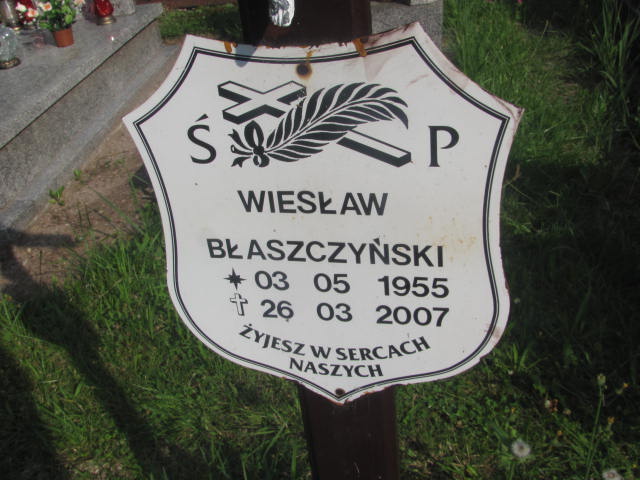 Ś P
WIESŁAW
BŁASZCZYŃSKI
03 05 1955
26 03 2007
ŻYJESZ W SERCACH
NASZYCH